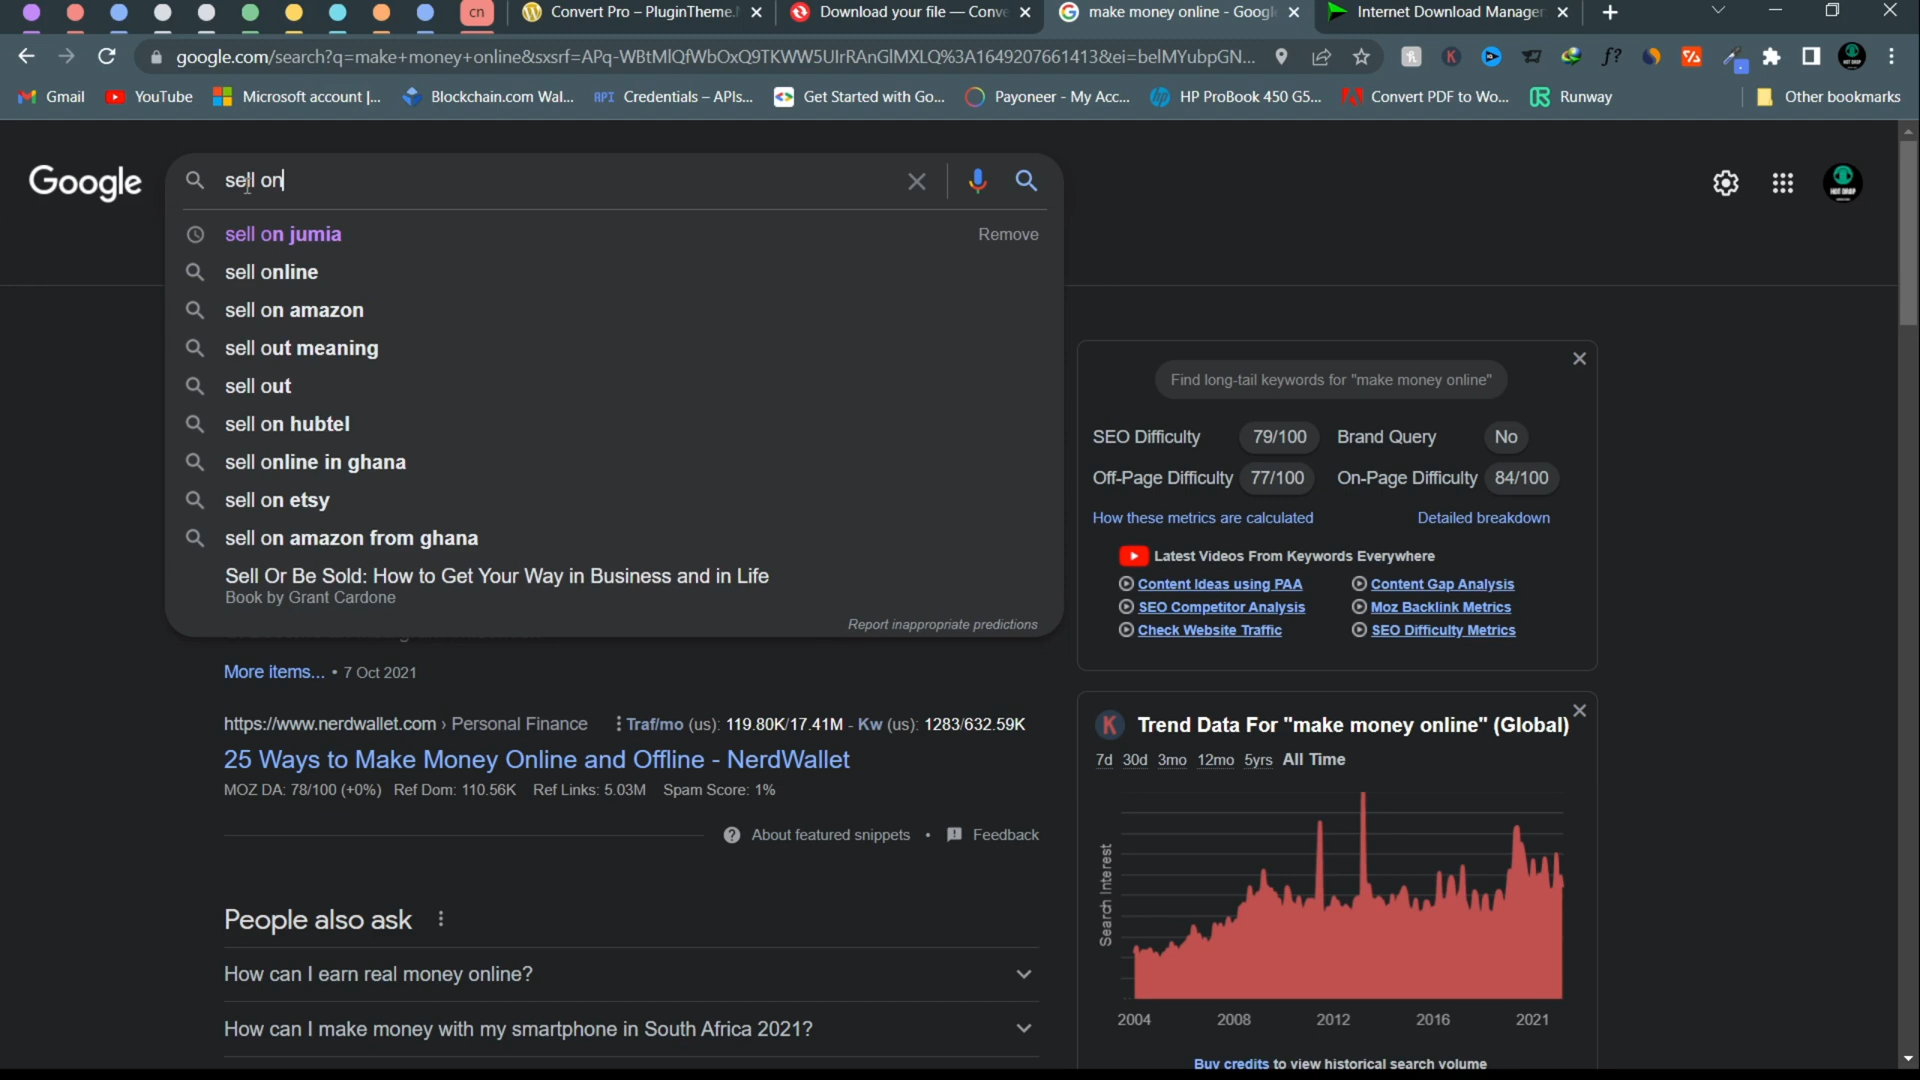 cn
Convert Pro – PluginTheme.
Download your file — Conve
make money online - Googl
Internet Download Manager
google.com/search?q=make+money+online&sxsrf=APq-WBtMlQfWbOxQ9TKWW5UIrRAnGlMXLQ%3A1649207661413&ei=belMYubpGN...
Gmail
YouTube
Microsoft account |...
Blockchain.com Wal...
API
Credentials – APIs...
Get Started with Go...
Payoneer - My Acc...
HP ProBook 450 G5...
Convert PDF to Wo...
Runway
Other bookmarks
Google
sell on
sell on jumia
Remove
sell online
sell on amazon
sell out meaning
sell out
sell on hubtel
sell online in ghana
sell on etsy
sell on amazon from ghana
Sell Or Be Sold: How to Get Your Way in Business and in Life
Book by Grant Cardone
Report inappropriate predictions
More items... • 7 Oct 2021
https://www.nerdwallet.com › Personal Finance
Traf/mo (us): 119.80K/17.41M - Kw (us): 1283/632.59K
25 Ways to Make Money Online and Offline - NerdWallet
MOZ DA: 78/100 (+0%) Ref Dom: 110.56K Ref Links: 5.03M Spam Score: 1%
About featured snippets • Feedback
People also ask
How can I earn real money online?
How can I make money with my smartphone in South Africa 2021?
Find long-tail keywords for "make money online"
SEO Difficulty 79/100 Brand Query No
Off-Page Difficulty 77/100 On-Page Difficulty 84/100
How these metrics are calculated Detailed breakdown
Latest Videos From Keywords Everywhere
Content Ideas using PAA Content Gap Analysis
SEO Competitor Analysis Moz Backlink Metrics
Check Website Traffic SEO Difficulty Metrics
K Trend Data For "make money online" (Global)
7d 30d 3mo 12mo 5yrs All Time
Search Interest
2004 2008 2012 2016 2021
Buy credits to view historical search volume